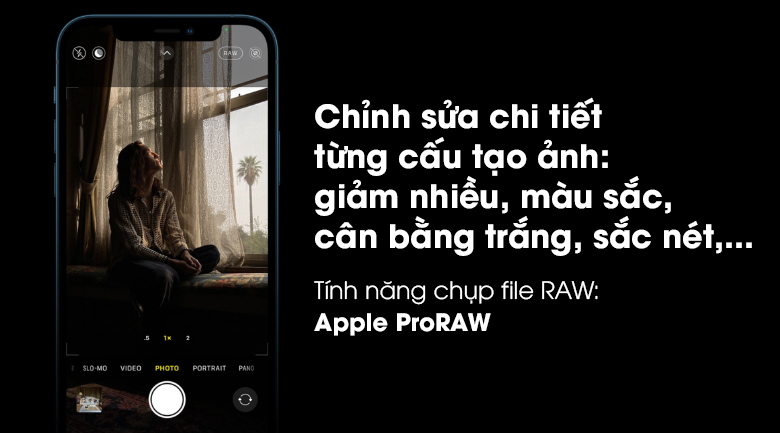 RAW
.5 1× 2
SLO-MO VIDEO PHOTO PORTRAIT PANO
Chỉnh sửa chi tiết
từng cấu tạo ảnh:
giảm nhiều, màu sắc,
cân bằng trắng, sắc nét,...
Tính năng chụp file RAW:
Apple ProRAW